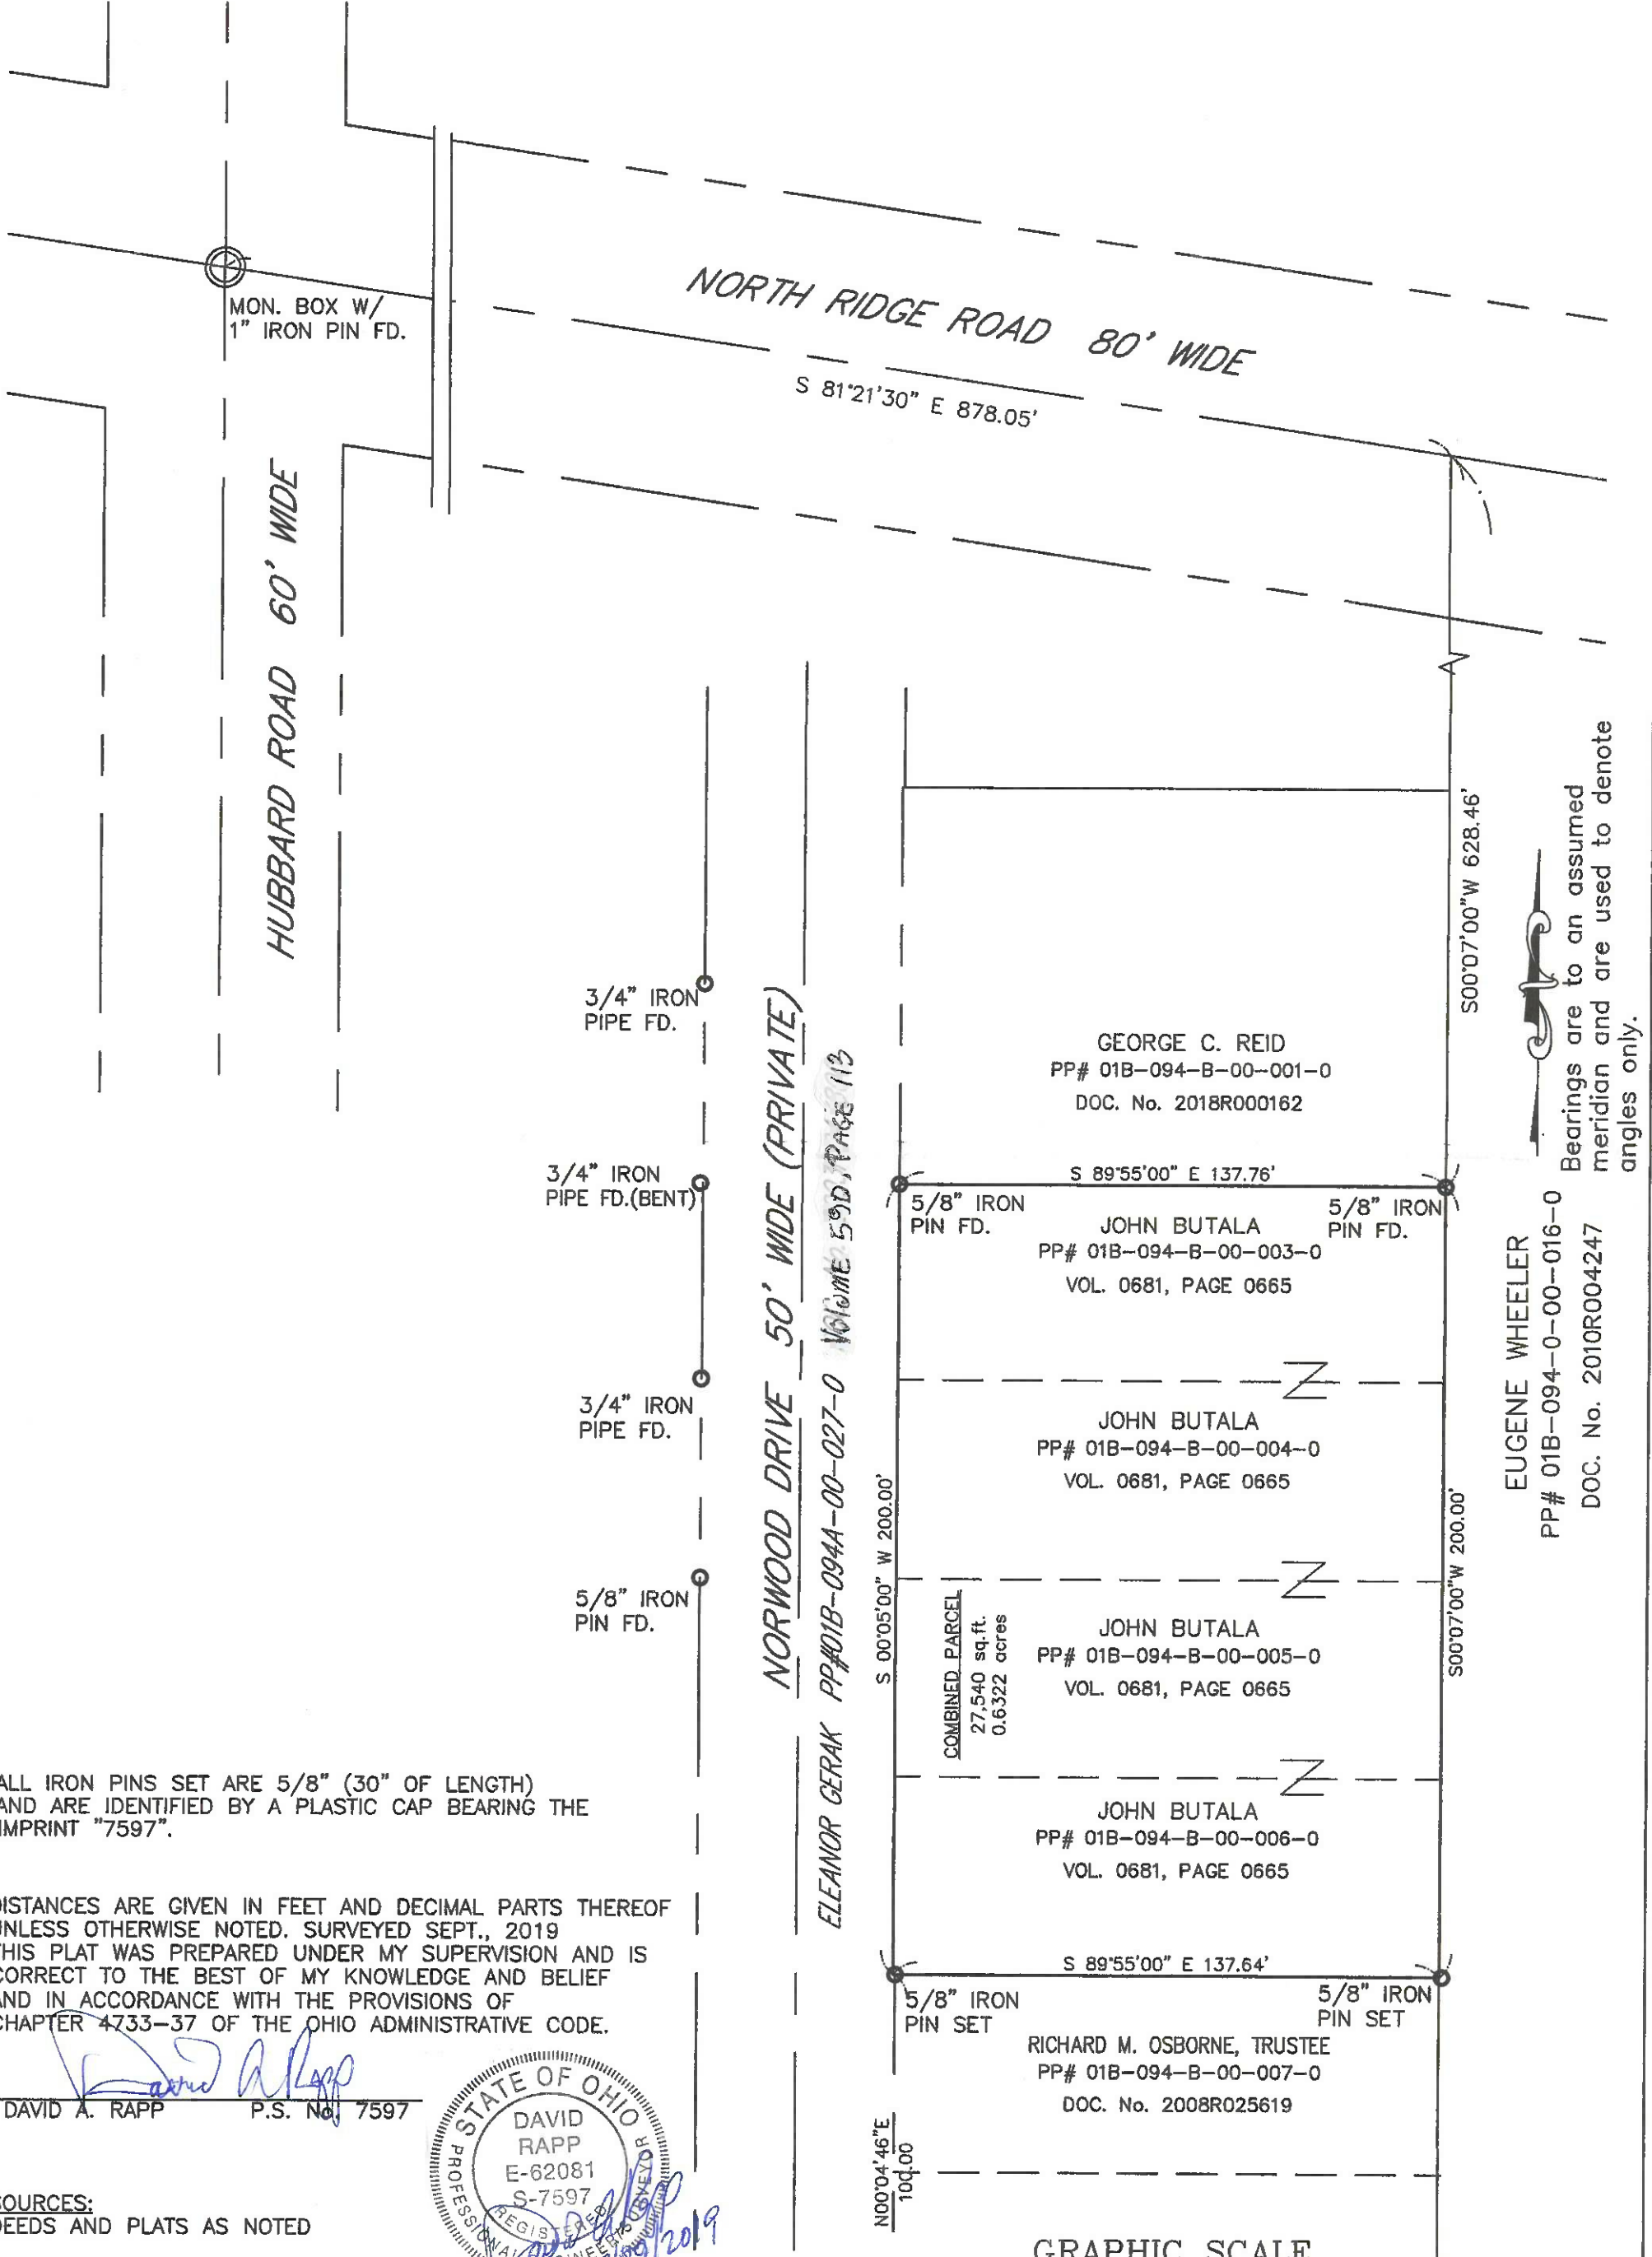 MON. BOX W/
1" IRON PIN FD.
NORTH RIDGE ROAD 80' WIDE
S 81°21'30" E 878.05'
HUBBARD ROAD 60' WIDE
3/4" IRON
PIPE FD.
3/4" IRON
PIPE FD.(BENT)
3/4" IRON
PIPE FD.
5/8" IRON
PIN FD.
NORWOOD DRIVE 50' WIDE (PRIVATE)
ELEANOR GERAK PP#01B-094A-00-027-0 Volume 59D, PAGE 113
S00°07'00"W 628.46'
Bearings are to an assumed
meridian and are used to denote
angles only.
GEORGE C. REID
PP# 01B-094-B-00-001-0
DOC. No. 2018R000162
S 89°55'00" E 137.76'
5/8" IRON
PIN FD.
5/8" IRON
PIN FD.
JOHN BUTALA
PP# 01B-094-B-00-003-0
VOL. 0681, PAGE 0665
JOHN BUTALA
PP# 01B-094-B-00-004-0
VOL. 0681, PAGE 0665
EUGENE WHEELER
PP# 01B-094-0-00-016-0
DOC. No. 2010R004247
S 00°05'00" W 200.00'
S00°07'00"W 200.00'
COMBINED PARCEL
27,540 sq.ft.
0.6322 acres
JOHN BUTALA
PP# 01B-094-B-00-005-0
VOL. 0681, PAGE 0665
JOHN BUTALA
PP# 01B-094-B-00-006-0
VOL. 0681, PAGE 0665
S 89°55'00" E 137.64'
5/8" IRON
PIN SET
5/8" IRON
PIN SET
RICHARD M. OSBORNE, TRUSTEE
PP# 01B-094-B-00-007-0
DOC. No. 2008R025619
N00°04'46"E
100.00
GRAPHIC SCALE
ALL IRON PINS SET ARE 5/8" (30" OF LENGTH)
AND ARE IDENTIFIED BY A PLASTIC CAP BEARING THE
IMPRINT "7597".
DISTANCES ARE GIVEN IN FEET AND DECIMAL PARTS THEREOF
UNLESS OTHERWISE NOTED. SURVEYED SEPT., 2019
THIS PLAT WAS PREPARED UNDER MY SUPERVISION AND IS
CORRECT TO THE BEST OF MY KNOWLEDGE AND BELIEF
AND IN ACCORDANCE WITH THE PROVISIONS OF
CHAPTER 4733-37 OF THE OHIO ADMINISTRATIVE CODE.
David A Rapp
DAVID A. RAPP P.S. No. 7597
STATE OF OHIO
DAVID
RAPP
E-62081
S-7597
REGISTERED
PROFESSIONAL
SURVEYOR
SOURCES:
DEEDS AND PLATS AS NOTED